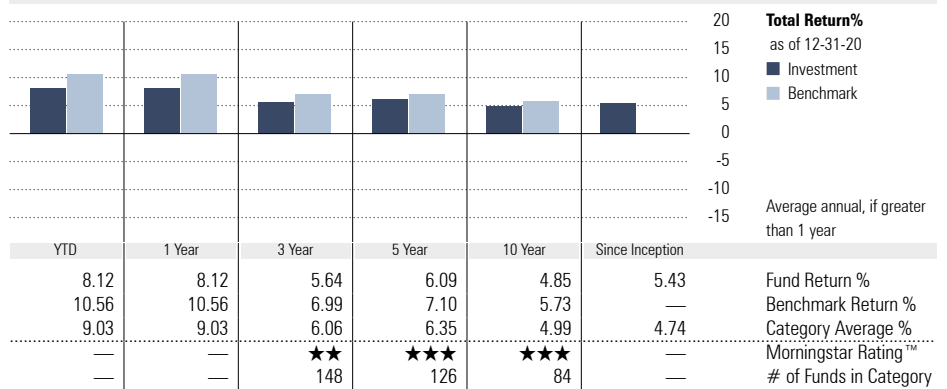 20
15
10
5
0
-5
-10
-15
Total Return%
as of 12-31-20
Investment
Benchmark
Average annual, if greater
than 1 year
YTD 1 Year 3 Year 5 Year 10 Year Since Inception
8.12 8.12 5.64 6.09 4.85 5.43 Fund Return %
10.56 10.56 6.99 7.10 5.73 — Benchmark Return %
9.03 9.03 6.06 6.35 4.99 4.74 Category Average %
— — ★★ ★★★ ★★★ — Morningstar Rating™
— — 148 126 84 — # of Funds in Category